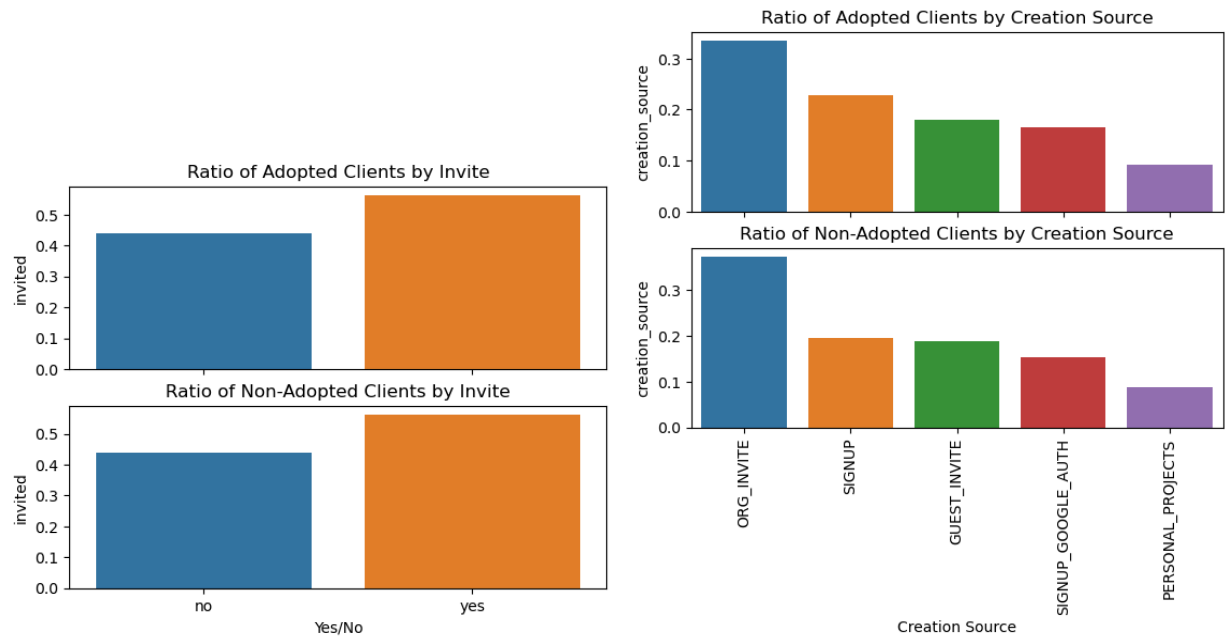 Ratio of Adopted Clients by Invite
0.5
0.4
0.3
0.2
0.1
0.0
invited
Ratio of Non-Adopted Clients by Invite
0.5
0.4
0.3
0.2
0.1
0.0
invited
no yes
Yes/No
Ratio of Adopted Clients by Creation Source
0.3
0.2
0.1
0.0
creation_source
Ratio of Non-Adopted Clients by Creation Source
0.3
0.2
0.1
0.0
creation_source
ORG_INVITE
SIGNUP
GUEST_INVITE
SIGNUP_GOOGLE_AUTH
PERSONAL_PROJECTS
Creation Source